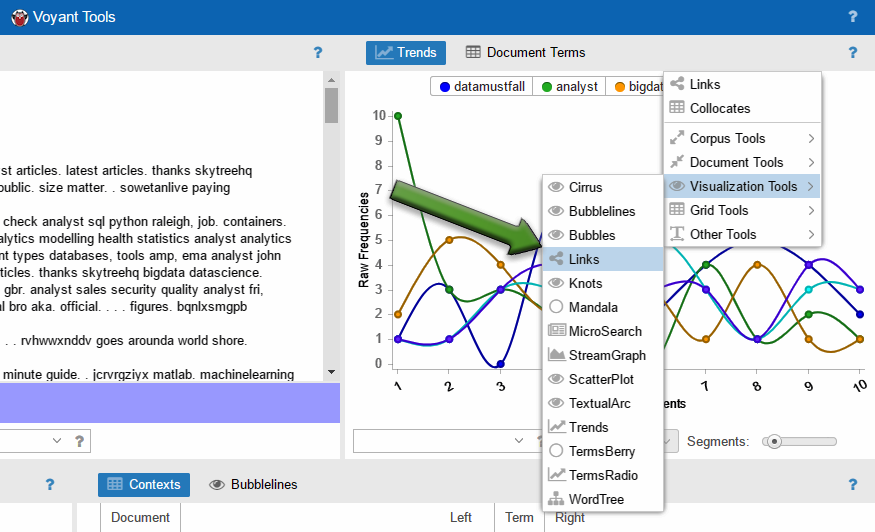 Voyant Tools
?
?
Trends
Document Terms
?
datamustfall
analyst
Links
Collocates
Corpus Tools
Document Tools
Visualization Tools
Grid Tools
Other Tools
Cirrus
Bubblelines
Bubbles
Links
Knots
Mandala
MicroSearch
StreamGraph
ScatterPlot
TextualArc
Trends
TermsBerry
TermsRadio
WordTree
Raw Frequencies
10
9
8
7
6
5
4
3
2
1
0
1
2
3
7
8
9
10
st articles. latest articles. thanks skytreehq
public. size matter. . sowetanlive paying
check analyst sql python raleigh, job. containers.
alytics modelling health statistics analyst analytics
nt types databases, tools amp, ema analyst john
ticles. thanks skytreehq bigdata datascience.
gbr. analyst sales security quality analyst fri,
al bro aka. official. . . . figures. bqnlxsmgpb
. . rvhwwxnddv goes arounda world shore.
minute guide. . jcrvrgziyx matlab. machinelearning
?
Segments:
?
Contexts
Bubblelines
?
Document
Left
Term
Right